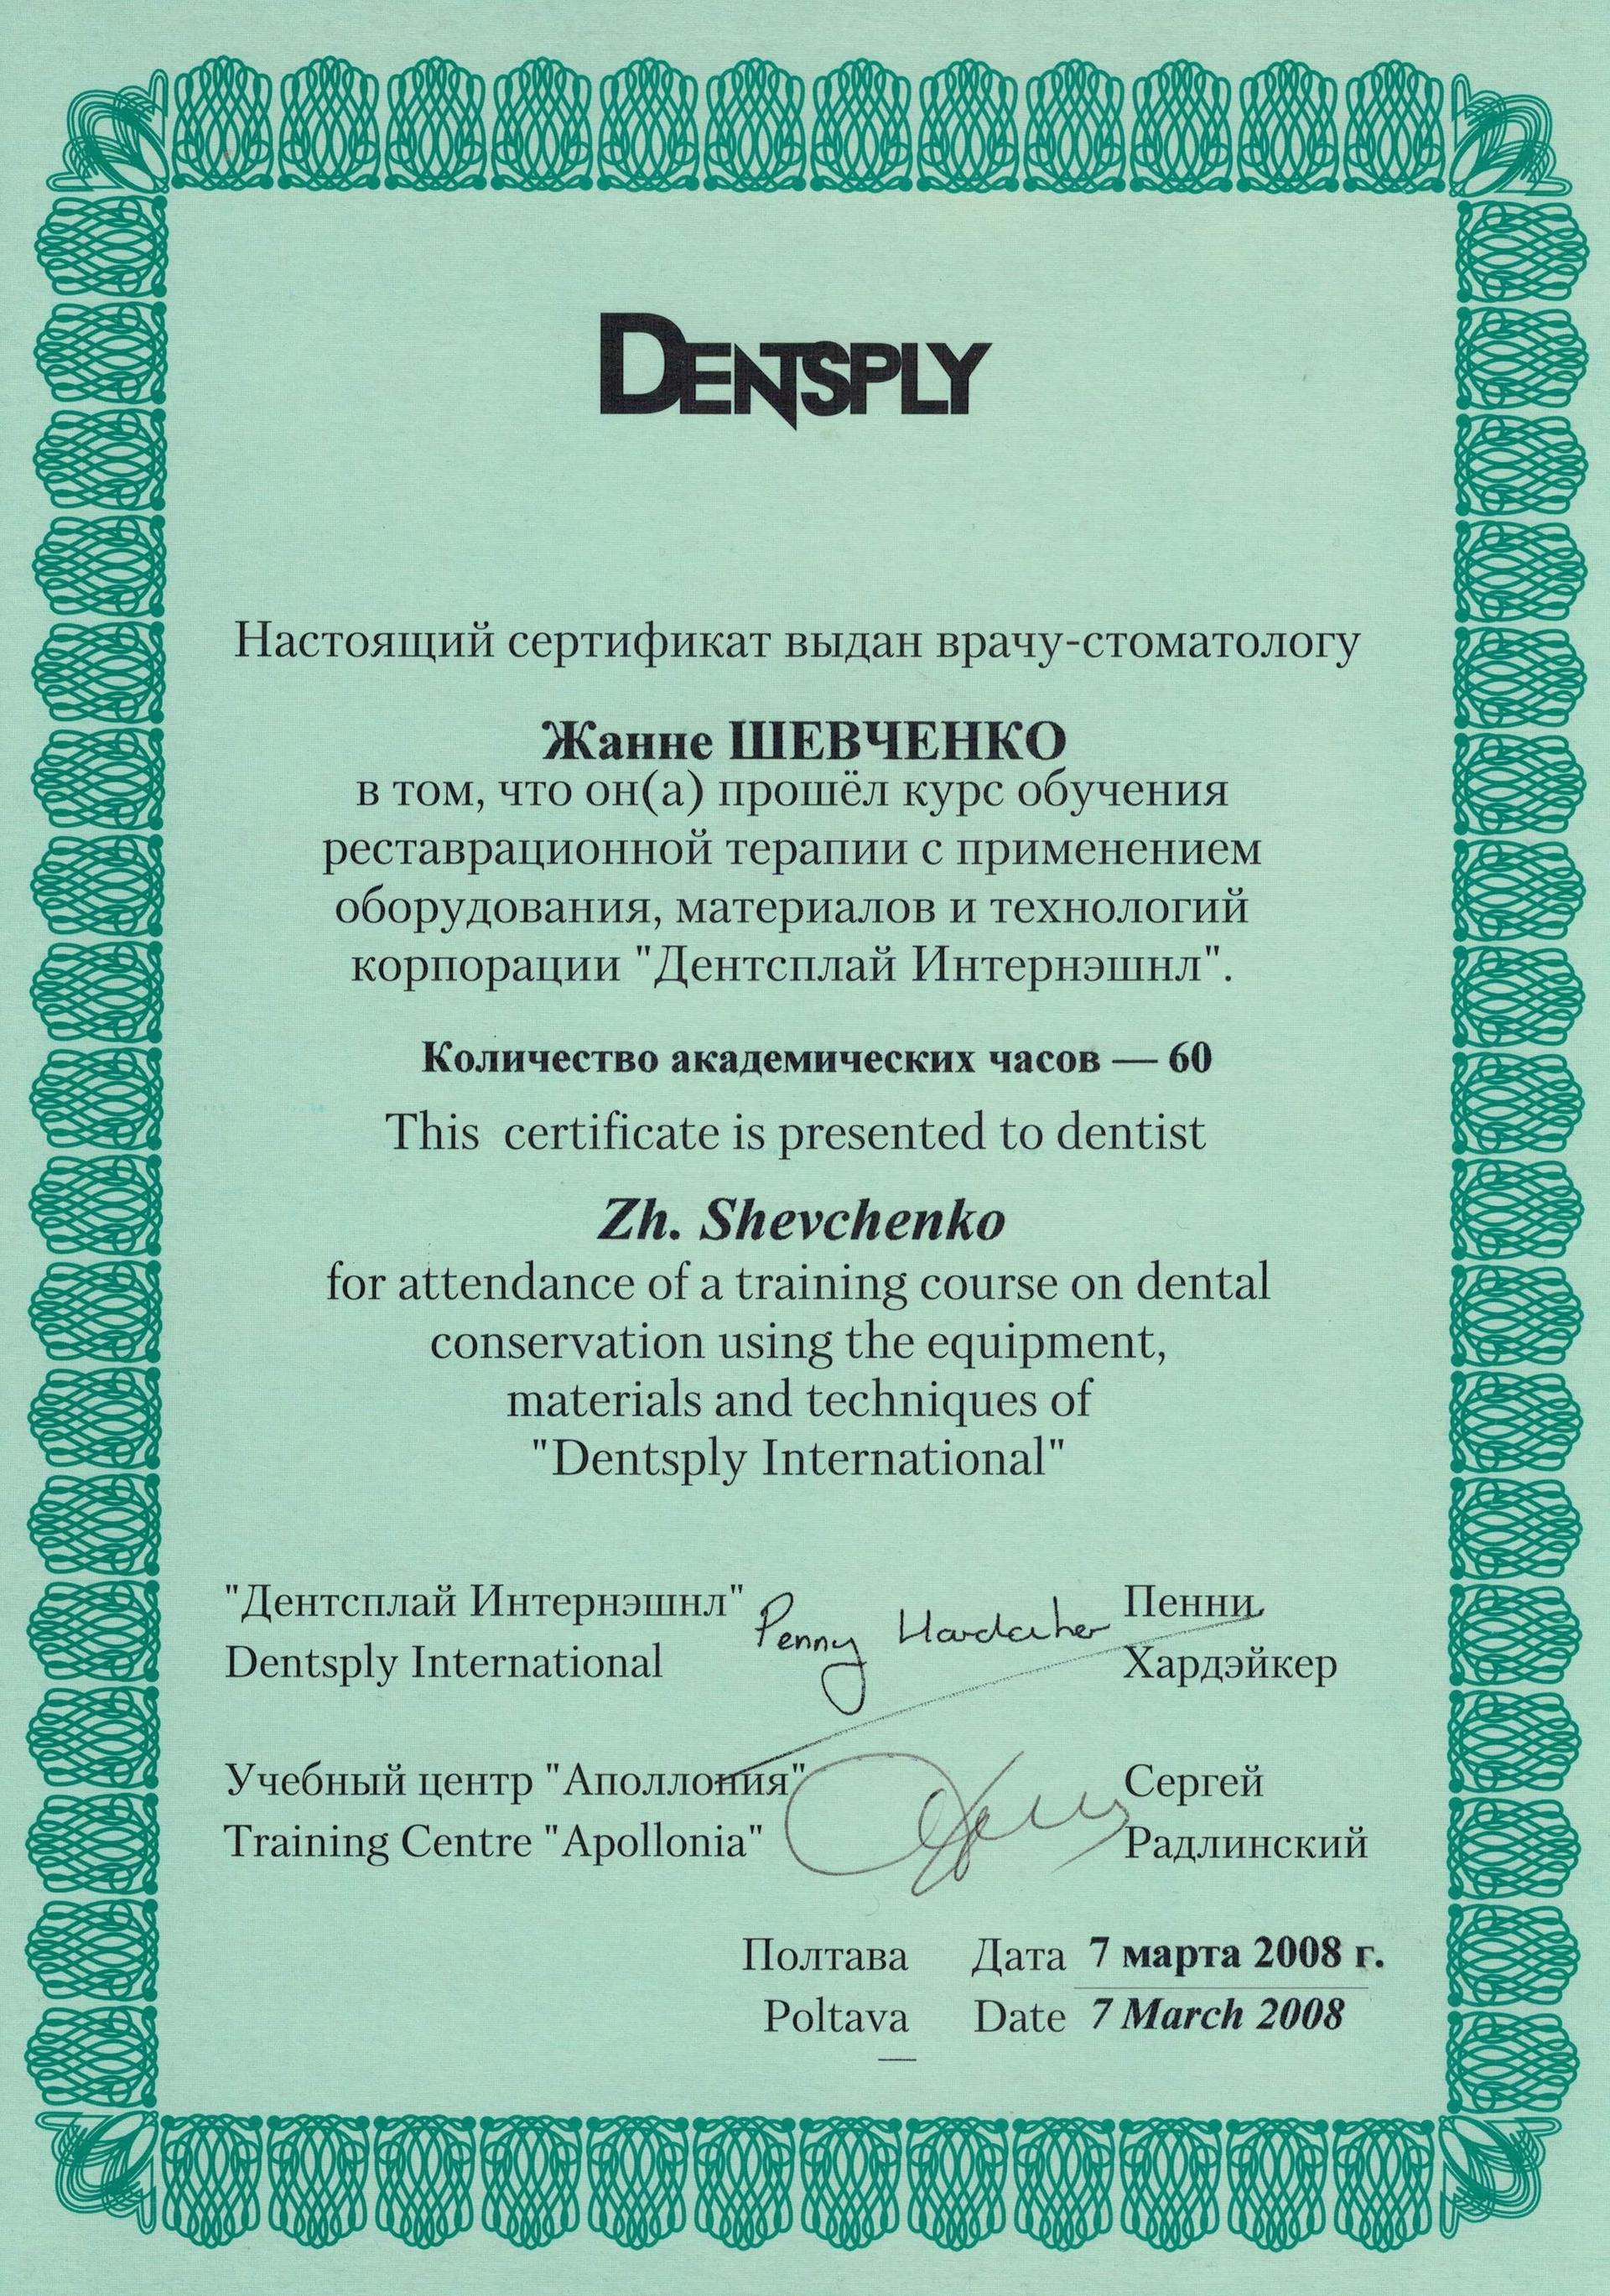 DENTSPLY
Настоящий сертификат выдан врачу-стоматологу
Жанне ШЕВЧЕНКО
в том, что он(а) прошёл курс обучения
реставрационной терапии с применением
оборудования, материалов и технологий
корпорации "Дентсплай Интернэшнл".
Количество академических часов — 60
This certificate is presented to dentist
Zh. Shevchenko
for attendance of a training course on dental
conservation using the equipment,
materials and techniques of
"Dentsply International"
"Дентсплай Интернэшнл" Penny Пенни
Dentsply International Хардэйкер
Учебный центр "Аполлония" Сергей
Training Centre "Apollonia" Радлинский
Полтава Дата 7 марта 2008 г.
Poltava Date 7 March 2008